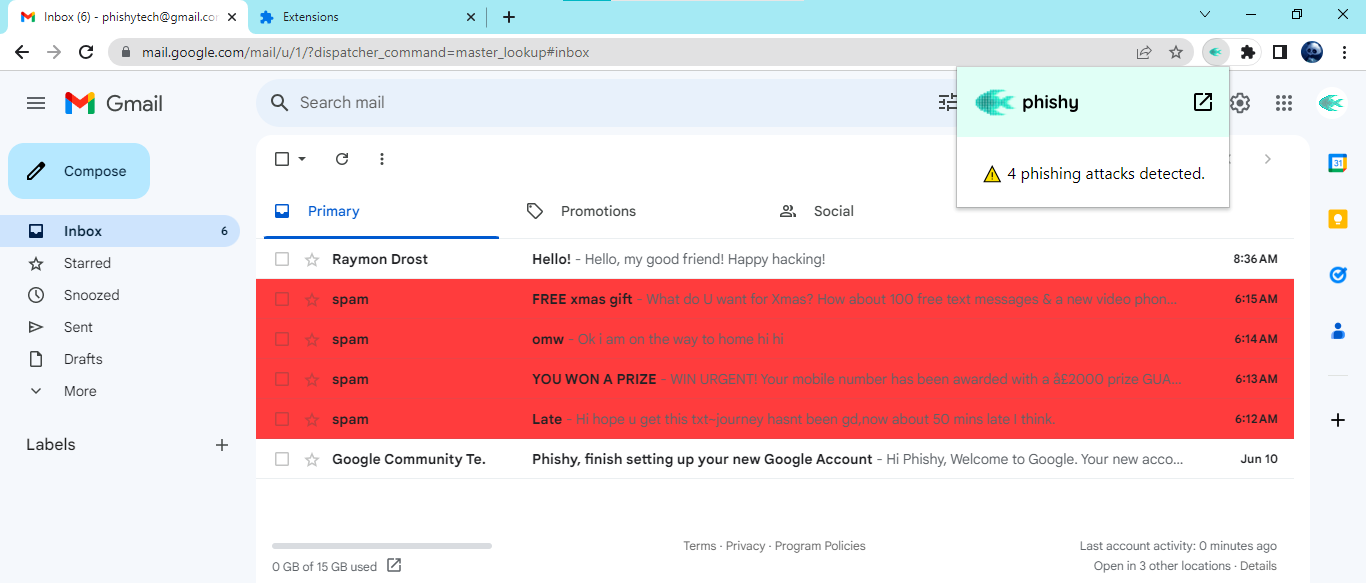 Inbox (6) - phishytech@gmail.com
Extensions
mail.google.com/mail/u/1/?dispatcher_command=master_lookup#inbox
Gmail
Search mail
phishy
4 phishing attacks detected.
Compose
Inbox 6
Starred
Snoozed
Sent
Drafts
More
Labels
Primary Promotions Social
Raymon Drost Hello! - Hello, my good friend! Happy hacking! 8:36 AM
spam FREE xmas gift - What do U want for Xmas? How about 100 free text messages & a new video phon... 6:15 AM
spam omw - Ok i am on the way to home hi hi 6:14 AM
spam YOU WON A PRIZE - WIN URGENT! Your mobile number has been awarded with a å£2000 prize GUA... 6:13 AM
spam Late - Hi hope u get this txt~journey hasnt been gd,now about 50 mins late I think. 6:12 AM
Google Community Te. Phishy, finish setting up your new Google Account - Hi Phishy, Welcome to Google. Your new acco... Jun 10
31
0 GB of 15 GB used
Terms · Privacy · Program Policies
Last account activity: 0 minutes ago
Open in 3 other locations · Details